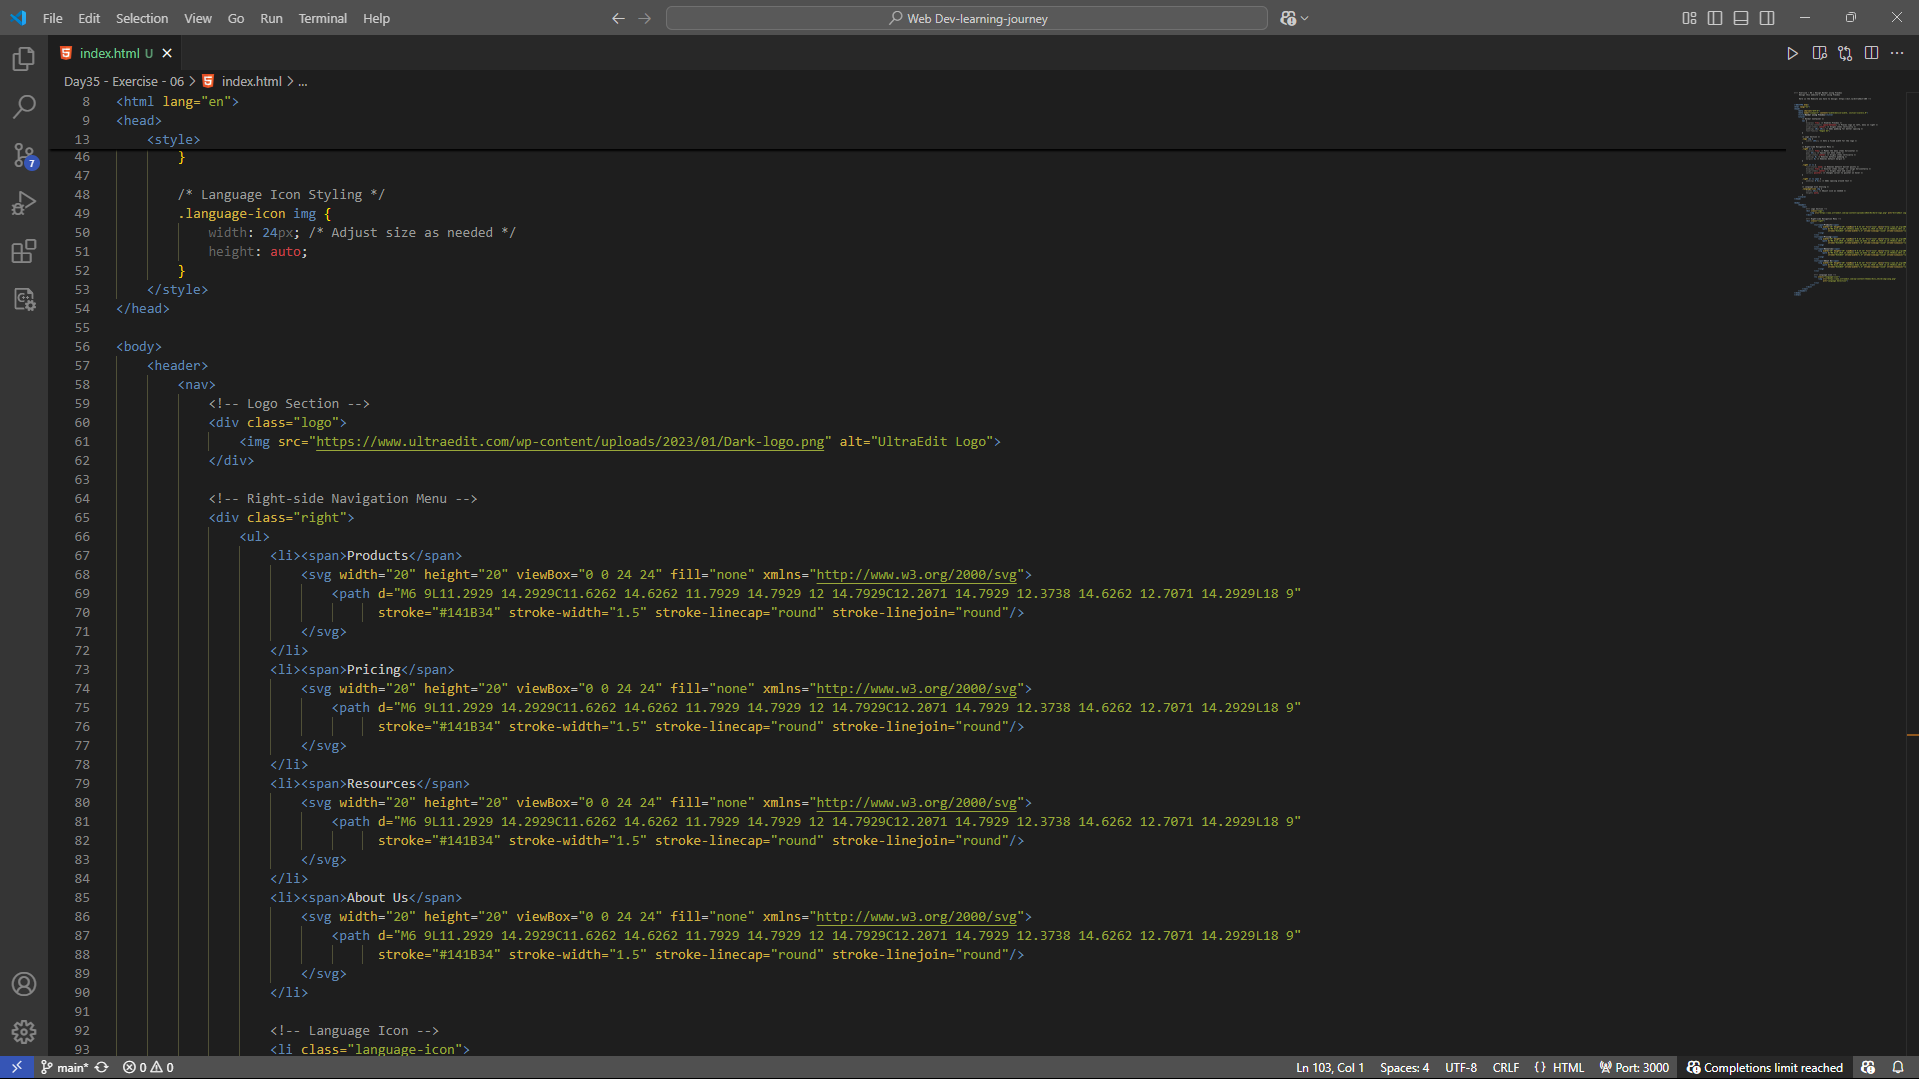 File Edit Selection View Go Run Terminal Help
Web Dev-learning-journey
index.html U
Day35 - Exercise - 06 > index.html > ...
8 <html lang="en">
9 <head>
13 <style>
46 }
47
48 /* Language Icon Styling */
49 .language-icon img {
50 width: 24px; /* Adjust size as needed */
51 height: auto;
52 }
53 </style>
54 </head>
55
56 <body>
57 <header>
58 <nav>
59 <!-- Logo Section -->
60 <div class="logo">
61 <img src="https://www.ultraedit.com/wp-content/uploads/2023/01/Dark-logo.png" alt="UltraEdit Logo">
62 </div>
63
64 <!-- Right-side Navigation Menu -->
65 <div class="right">
66 <ul>
67 <li><span>Products</span>
68 <svg width="20" height="20" viewBox="0 0 24 24" fill="none" xmlns="http://www.w3.org/2000/svg">
69 <path d="M6 9L11.2929 14.2929C11.6262 14.6262 11.7929 14.7929 12 14.7929C12.2071 14.7929 12.3738 14.6262 12.7071 14.2929L18 9"
70 stroke="#141B34" stroke-width="1.5" stroke-linecap="round" stroke-linejoin="round"/>
71 </svg>
72 </li>
73 <li><span>Pricing</span>
74 <svg width="20" height="20" viewBox="0 0 24 24" fill="none" xmlns="http://www.w3.org/2000/svg">
75 <path d="M6 9L11.2929 14.2929C11.6262 14.6262 11.7929 14.7929 12 14.7929C12.2071 14.7929 12.3738 14.6262 12.7071 14.2929L18 9"
76 stroke="#141B34" stroke-width="1.5" stroke-linecap="round" stroke-linejoin="round"/>
77 </svg>
78 </li>
79 <li><span>Resources</span>
80 <svg width="20" height="20" viewBox="0 0 24 24" fill="none" xmlns="http://www.w3.org/2000/svg">
81 <path d="M6 9L11.2929 14.2929C11.6262 14.6262 11.7929 14.7929 12 14.7929C12.2071 14.7929 12.3738 14.6262 12.7071 14.2929L18 9"
82 stroke="#141B34" stroke-width="1.5" stroke-linecap="round" stroke-linejoin="round"/>
83 </svg>
84 </li>
85 <li><span>About Us</span>
86 <svg width="20" height="20" viewBox="0 0 24 24" fill="none" xmlns="http://www.w3.org/2000/svg">
87 <path d="M6 9L11.2929 14.2929C11.6262 14.6262 11.7929 14.7929 12 14.7929C12.2071 14.7929 12.3738 14.6262 12.7071 14.2929L18 9"
88 stroke="#141B34" stroke-width="1.5" stroke-linecap="round" stroke-linejoin="round"/>
89 </svg>
90 </li>
91
92 <!-- Language Icon -->
93 <li class="language-icon">
7
main* 0 0 Ln 103, Col 1 Spaces: 4 UTF-8 CRLF {} HTML Port: 3000 Completions limit reached